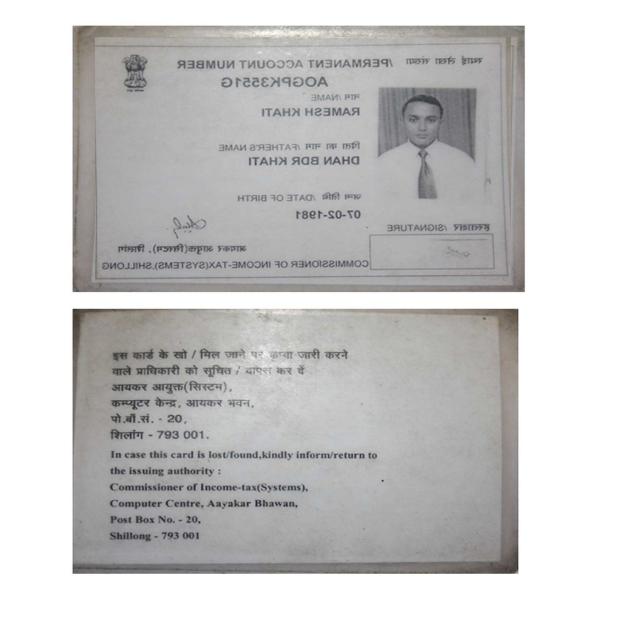 स्थाई लेखा संख्या /PERMANENT ACCOUNT NUMBER
AOGPK3551G
नाम /NAME
RAMESH KHATI
पिता का नाम /FATHER'S NAME
DHAN BDR KHATI
जन्म तिथि /DATE OF BIRTH
07-02-1981
हस्ताक्षर /SIGNATURE
आयकर आयुक्त(सिस्टम), शिलांग
COMMISSIONER OF INCOME-TAX(SYSTEMS),SHILLONG
इस कार्ड के खो / मिल जाने पर कृपया जारी करने
वाले प्राधिकारी को सूचित / वापस कर दें
आयकर आयुक्त(सिस्टम),
कम्प्यूटर केन्द्र, आयकर भवन,
पो.बॉ.सं. - 20,
शिलांग - 793 001.
In case this card is lost/found,kindly inform/return to
the issuing authority :
Commissioner of Income-tax(Systems),
Computer Centre, Aayakar Bhawan,
Post Box No. - 20,
Shillong - 793 001